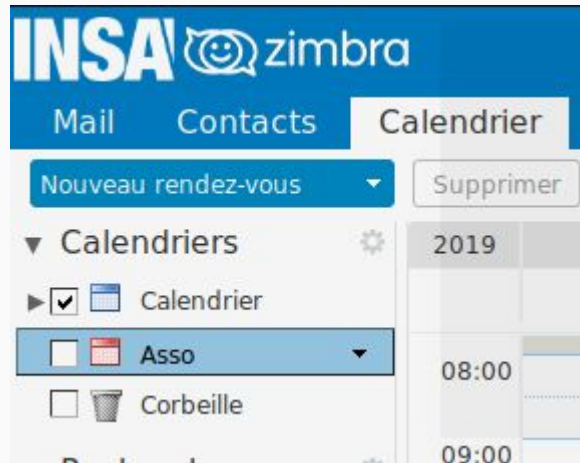 INSA zimbra
Mail Contacts Calendrier
Nouveau rendez-vous Supprimer
Calendriers 2019
Calendrier
Asso
08:00
Corbeille
09:00